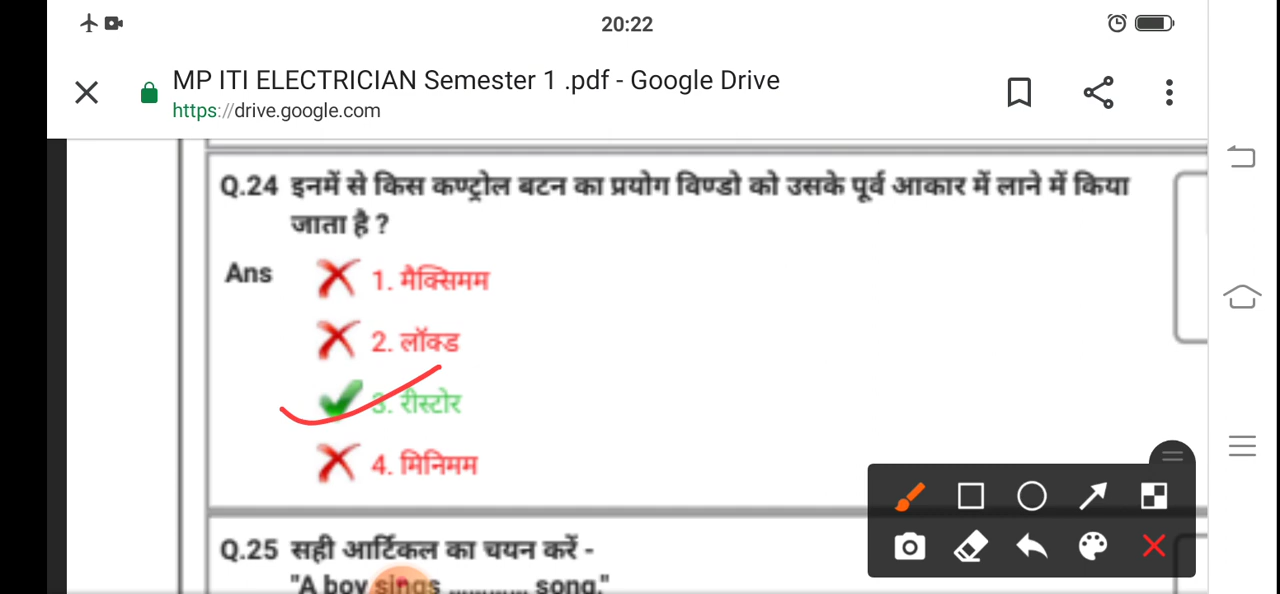 20:22
MP ITI ELECTRICIAN Semester 1 .pdf - Google Drive
https://drive.google.com
Q.24 इनमें से किस कण्ट्रोल बटन का प्रयोग विण्डो को उसके पूर्व आकार में लाने में किया
जाता है ?
Ans
1. मैक्सिमम
2. लॉक्ड
3. रीस्टोर
4. मिनिमम
Q.25 सही आर्टिकल का चयन करें -
"A boy sings ............ song."